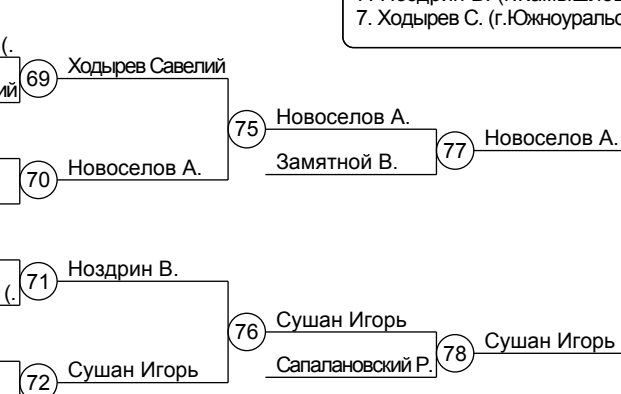 7. Ходырев С. (г.Южноуральс
(.
69
Ходырев Савелий
ий
75
Новоселов А.
77
Новоселов А.
70
Новоселов А.
Замятной В.
71
Ноздрин В.
(.
76
Сушан Игорь
78
Сушан Игорь
72
Сушан Игорь
Сапалановский Р.